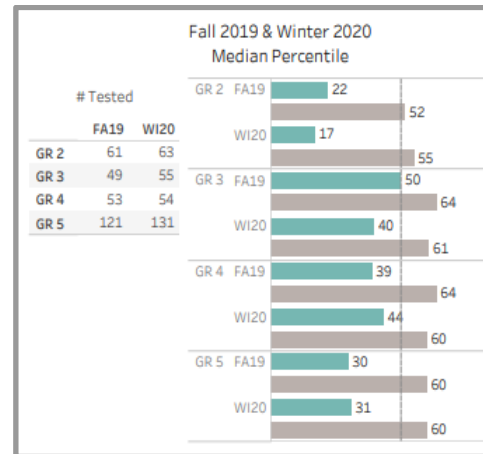 Fall 2019 & Winter 2020
Median Percentile
# Tested
FA19 WI20
GR 2 61 63
GR 3 49 55
GR 4 53 54
GR 5 121 131
GR 2 FA19 22
52
WI20 17
55
GR 3 FA19 50
64
WI20 40
61
GR 4 FA19 39
64
WI20 44
60
GR 5 FA19 30
60
WI20 31
60